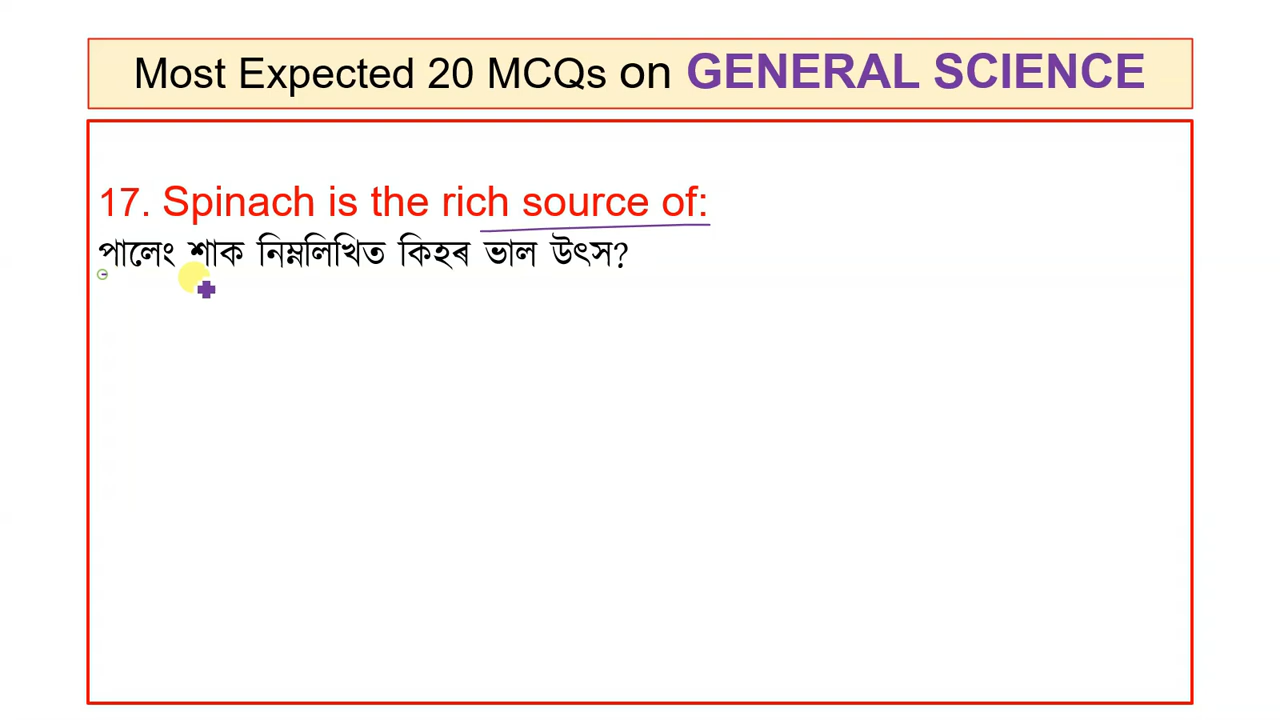 Most Expected 20 MCQs on GENERAL SCIENCE
17. Spinach is the rich source of:
পালেং শাক নিম্নলিখিত কিহৰ ভাল উৎস?